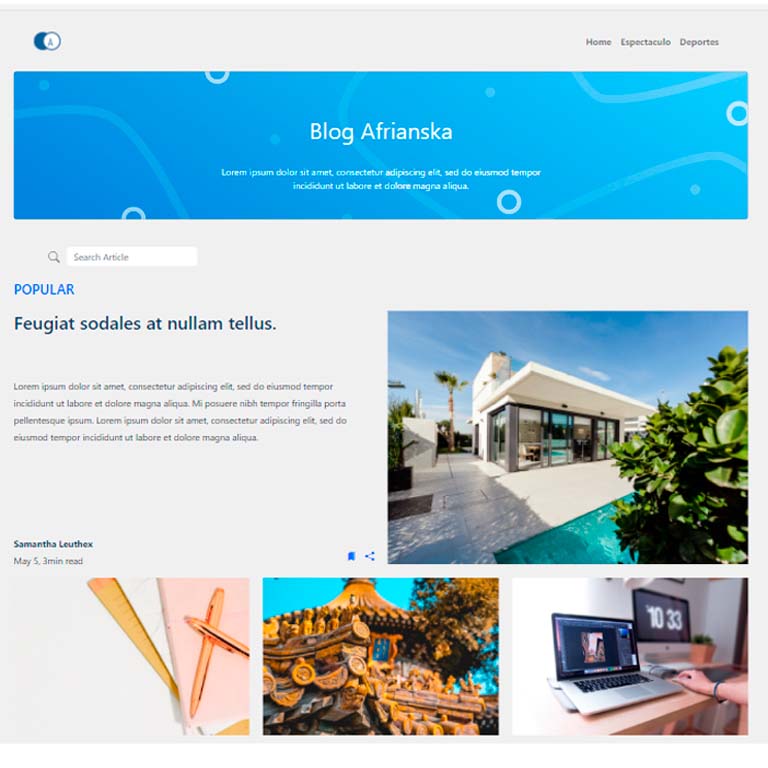 A
Home Espectaculo Deportes
Blog Afrianska
Lorem ipsum dolor sit amet, consectetur adipiscing elit, sed do eiusmod tempor
incididunt ut labore et dolore magna aliqua.
Search Article
POPULAR
Feugiat sodales at nullam tellus.
Lorem ipsum dolor sit amet, consectetur adipiscing elit, sed do eiusmod tempor
incididunt ut labore et dolore magna aliqua. Mi posuere nibh tempor fringilla porta
pellentesque ipsum. Lorem ipsum dolor sit amet, consectetur adipiscing elit, sed do
eiusmod tempor incididunt ut labore et dolore magna aliqua.
Samantha Leuthex
May 5, 3min read
10 33